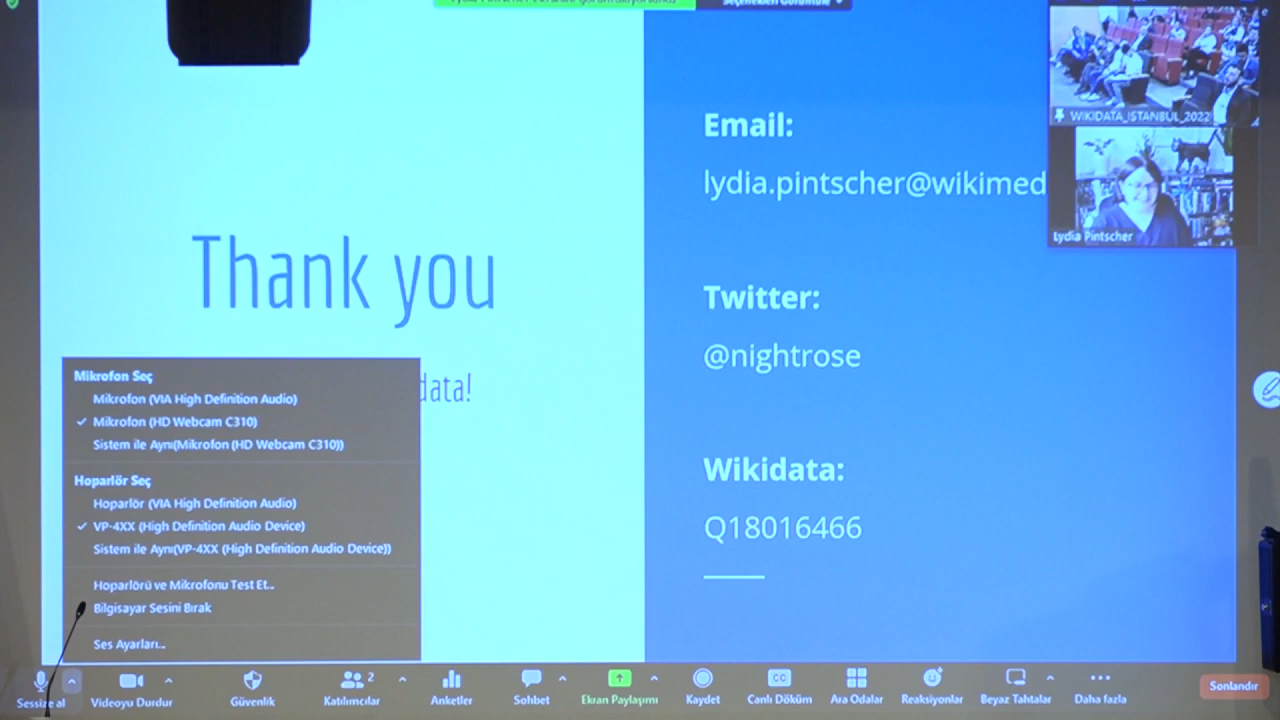 WIKIDATA_ISTANBUL_2022
Lydia Pintscher
Thank you
data!
Email:
lydia.pintscher@wikimed
Twitter:
@nightrose
Wikidata:
Q18016466
Mikrofon Seç
Mikrofon (VIA High Definition Audio)
✓ Mikrofon (HD Webcam C310)
Sistem ile Aynı(Mikrofon (HD Webcam C310))
Hoparlör Seç
Hoparlör (VIA High Definition Audio)
✓ VP-4XX (High Definition Audio Device)
Sistem ile Aynı(VP-4XX (High Definition Audio Device))
Hoparlörü ve Mikrofonu Test Et...
Bilgisayar Sesini Bırak
Ses Ayarları...
Sessize al
Videoyu Durdur
Güvenlik
Katılımcılar 2
Anketler
Sohbet
Ekran Paylaşımı
Kaydet
CC
Canlı Döküm
Ara Odalar
Reaksiyonlar
Beyaz Tahtalar
Daha fazla
Sonlandır